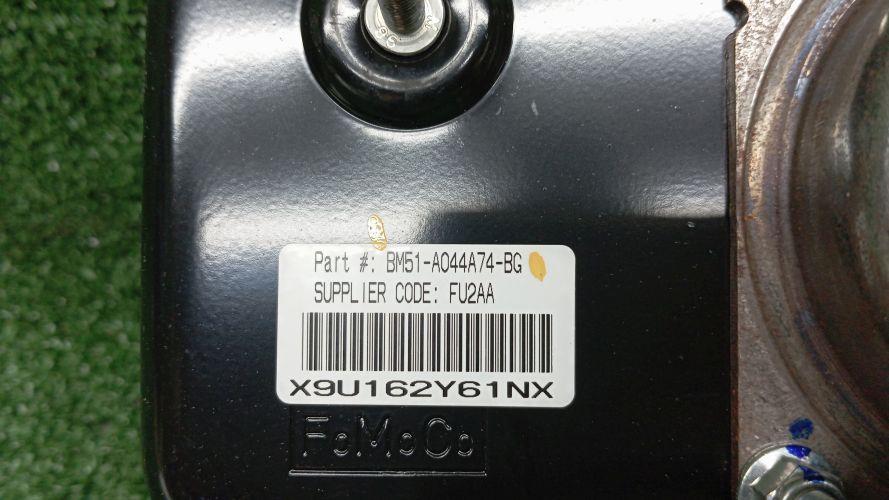 Part #: BM51-A044A74-BG
SUPPLIER CODE: FU2AA
X9U162Y61NX
FoMoCo